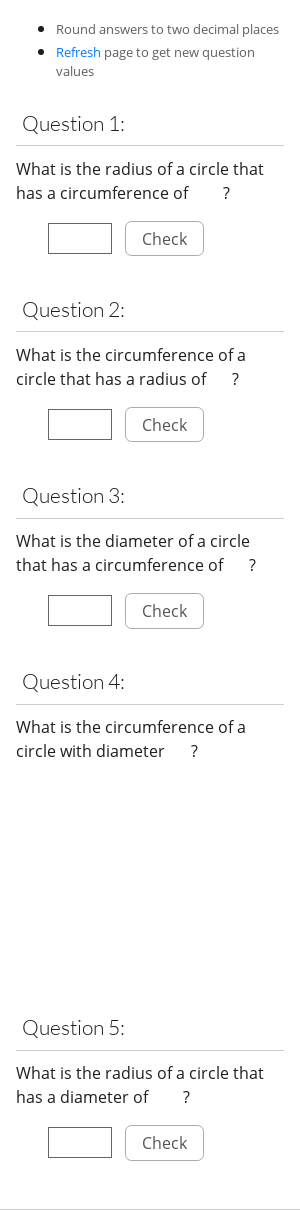 Round answers to two decimal places
Refresh page to get new question
values
Question 1:
What is the radius of a circle that
has a circumference of ?
Check
Question 2:
What is the circumference of a
circle that has a radius of ?
Check
Question 3:
What is the diameter of a circle
that has a circumference of ?
Check
Question 4:
What is the circumference of a
circle with diameter ?
Question 5:
What is the radius of a circle that
has a diameter of ?
Check